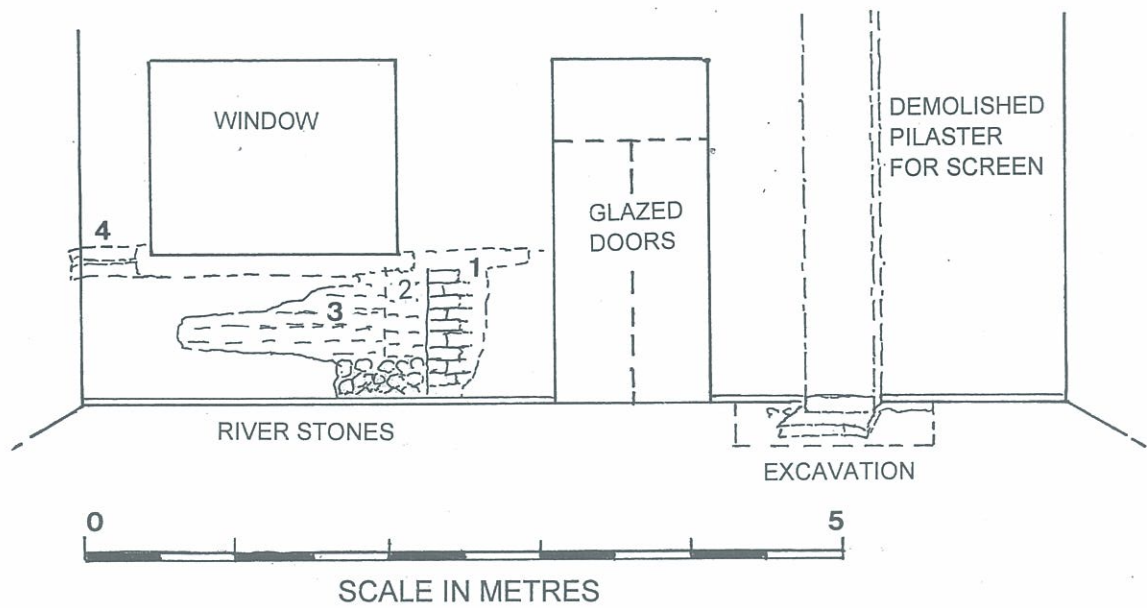 WINDOW
DEMOLISHED
PILASTER
FOR SCREEN
GLAZED
DOORS
4
1
2
3
RIVER STONES
EXCAVATION
0
5
SCALE IN METRES